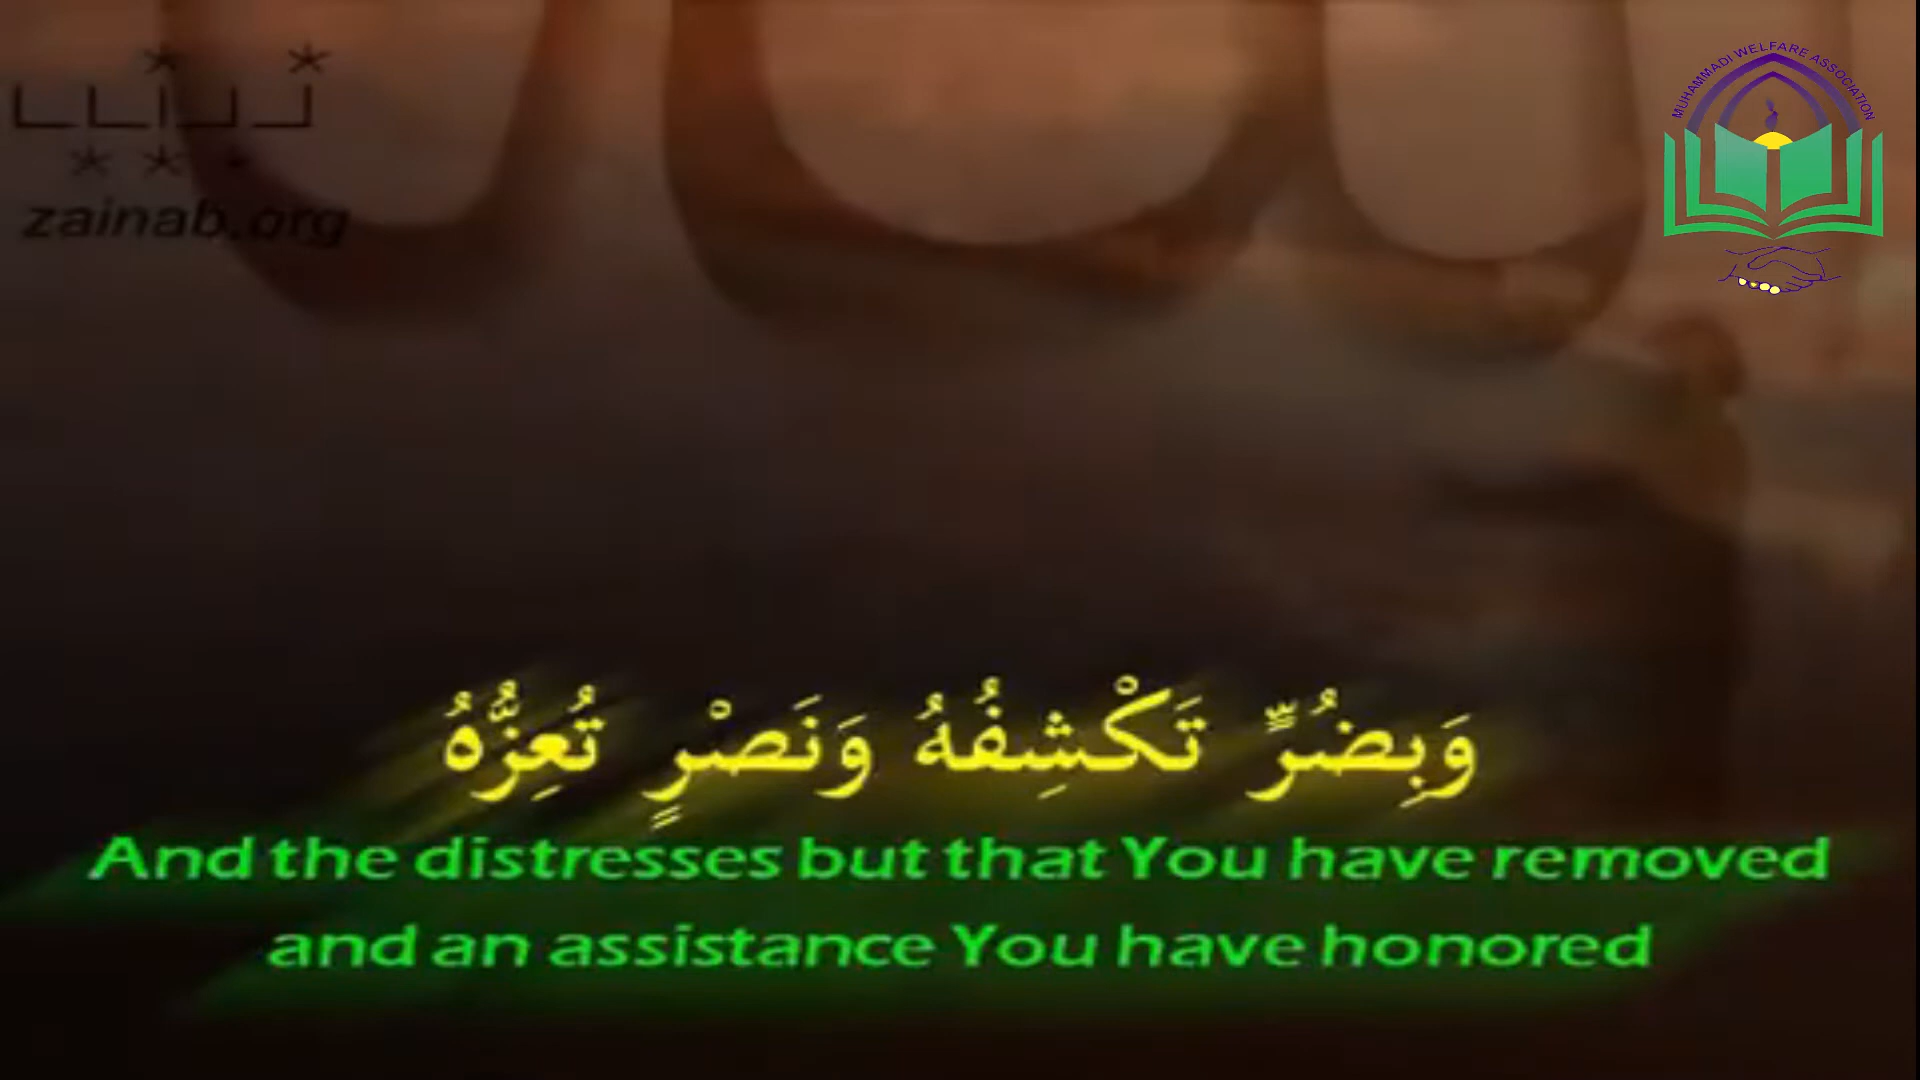 zainab.org
MUHAMMADI WELFARE ASSOCIATION
وَبِضُرٍّ تَكْشِفُهُ وَنَصْرٍ تُعِزُّهُ
And the distresses but that You have removed
and an assistance You have honored